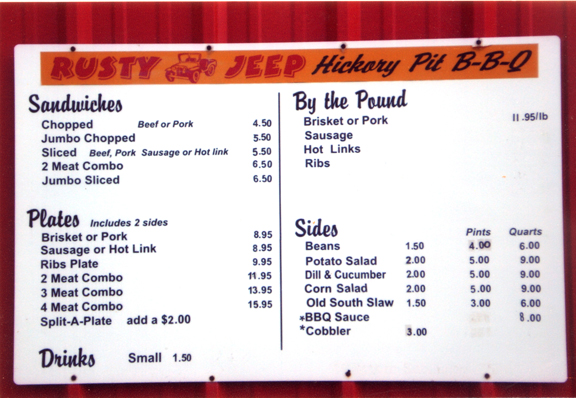 RUSTY JEEP Hickory Pit B-B-Q
Sandwiches
Chopped Beef or Pork 4.50
Jumbo Chopped 5.50
Sliced Beef, Pork Sausage or Hot link 5.50
2 Meat Combo 6.50
Jumbo Sliced 6.50
Plates Includes 2 sides
Brisket or Pork 8.95
Sausage or Hot Link 8.95
Ribs Plate 9.95
2 Meat Combo 11.95
3 Meat Combo 13.95
4 Meat Combo 15.95
Split-A-Plate add a $2.00
Drinks Small 1.50
By the Pound
Brisket or Pork 11.95/lb
Sausage
Hot Links
Ribs
Sides Pints Quarts
Beans 1.50 4.00 6.00
Potato Salad 2.00 5.00 9.00
Dill & Cucumber 2.00 5.00 9.00
Corn Salad 2.00 5.00 9.00
Old South Slaw 1.50 3.00 6.00
*BBQ Sauce 8.00
*Cobbler 3.00